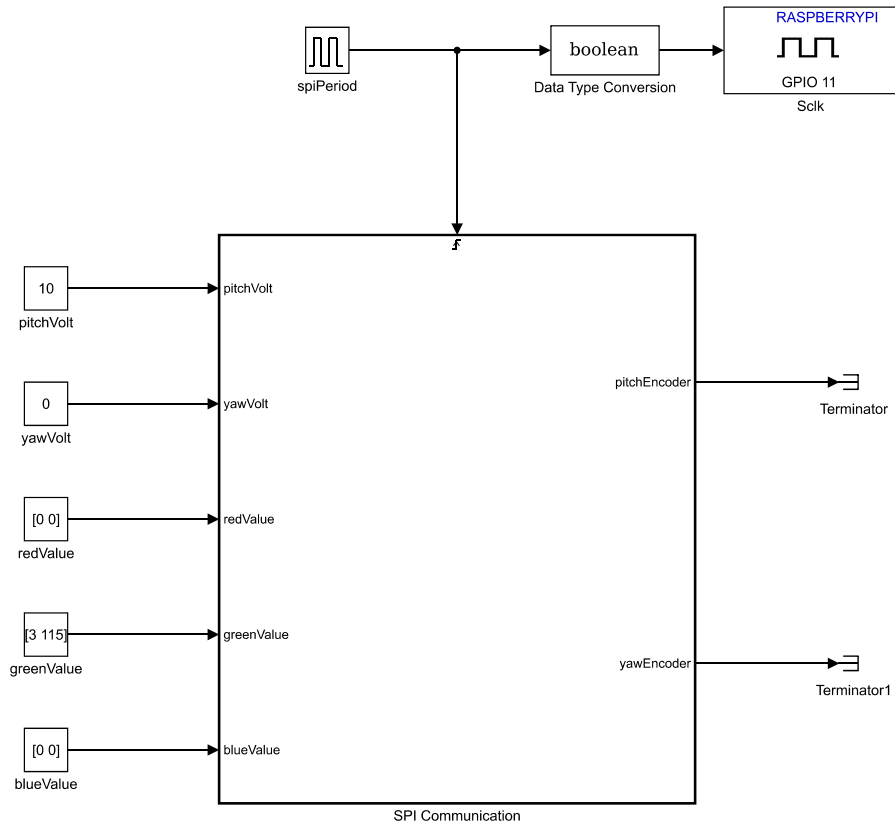 RASPBERRYPI
boolean
GPIO 11
spiPeriod
Data Type Conversion
Sclk
10
pitchVolt
pitchVolt
0
yawVolt
yawVolt
[0 0]
redValue
redValue
[3 115]
greenValue
greenValue
[0 0]
blueValue
blueValue
pitchEncoder
Terminator
yawEncoder
Terminator1
SPI Communication